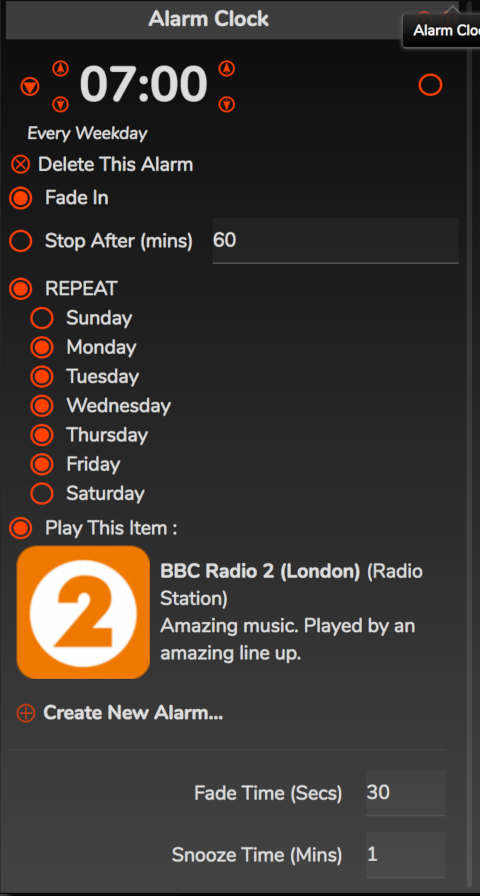 Alarm Clock
Alarm Clo
07:00
Every Weekday
Delete This Alarm
Fade In
Stop After (mins) 60
REPEAT
Sunday
Monday
Tuesday
Wednesday
Thursday
Friday
Saturday
Play This Item :
2
BBC Radio 2 (London) (Radio
Station)
Amazing music. Played by an
amazing line up.
Create New Alarm...
Fade Time (Secs) 30
Snooze Time (Mins) 1